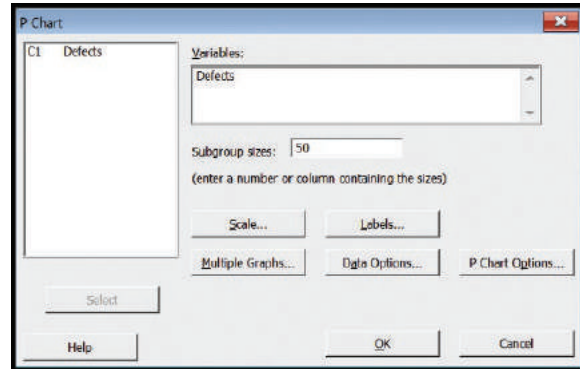 P Chart
C1 Defects
Variables:
Defects
Subgroup sizes: 50
(enter a number or column containing the sizes)
Scale... Labels...
Multiple Graphs... Data Options... P Chart Options...
Select
Help OK Cancel